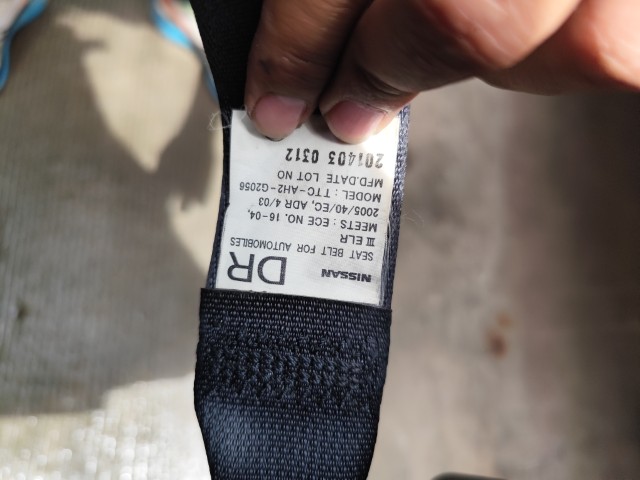 NISSAN DR
SEAT BELT FOR AUTOMOBILES
III ELR
MEETS : ECE NO. 16-04,
2005/40/EC, ADR 4/03
MODEL : TTC-AH2-G2056
MFD.DATE LOT NO
201403 0312